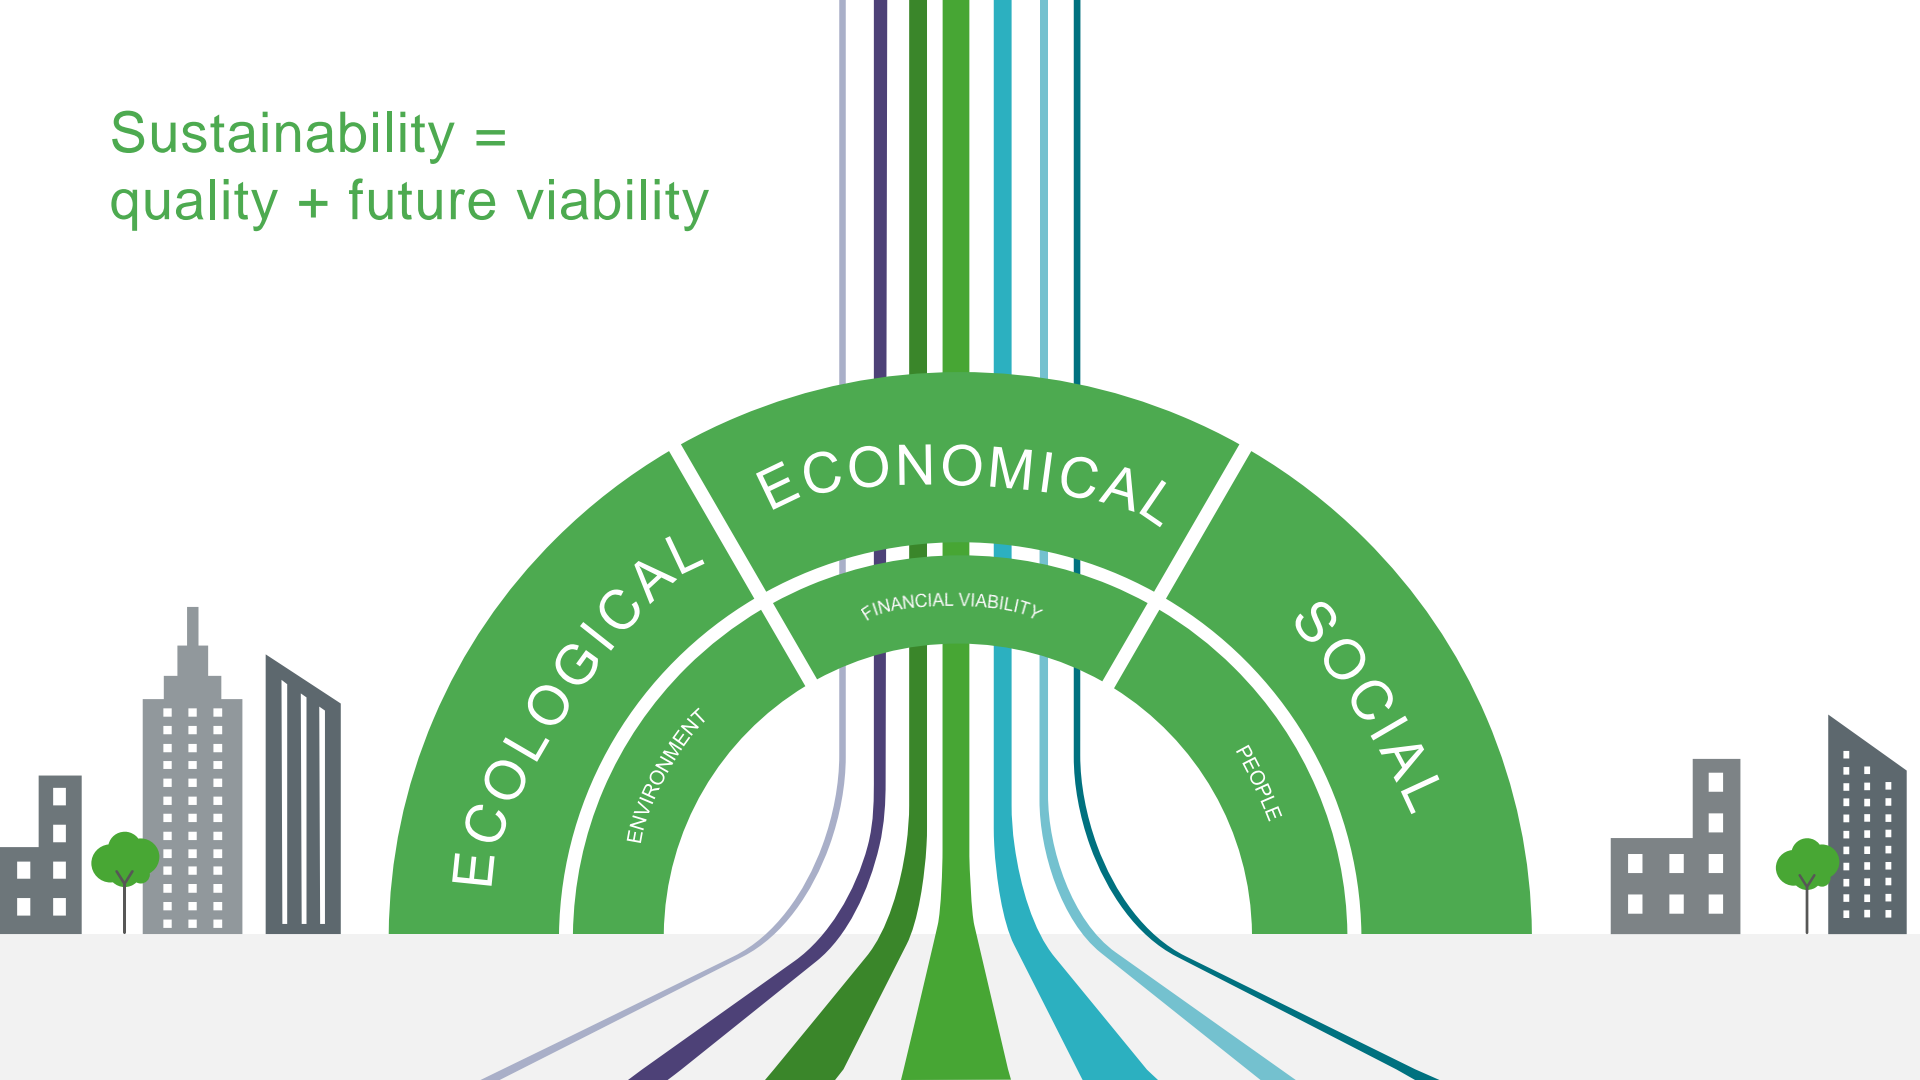 Sustainability =
quality + future viability
ECOLOGICAL
ECONOMICAL
SOCIAL
ENVIRONMENT
FINANCIAL VIABILITY
PEOPLE